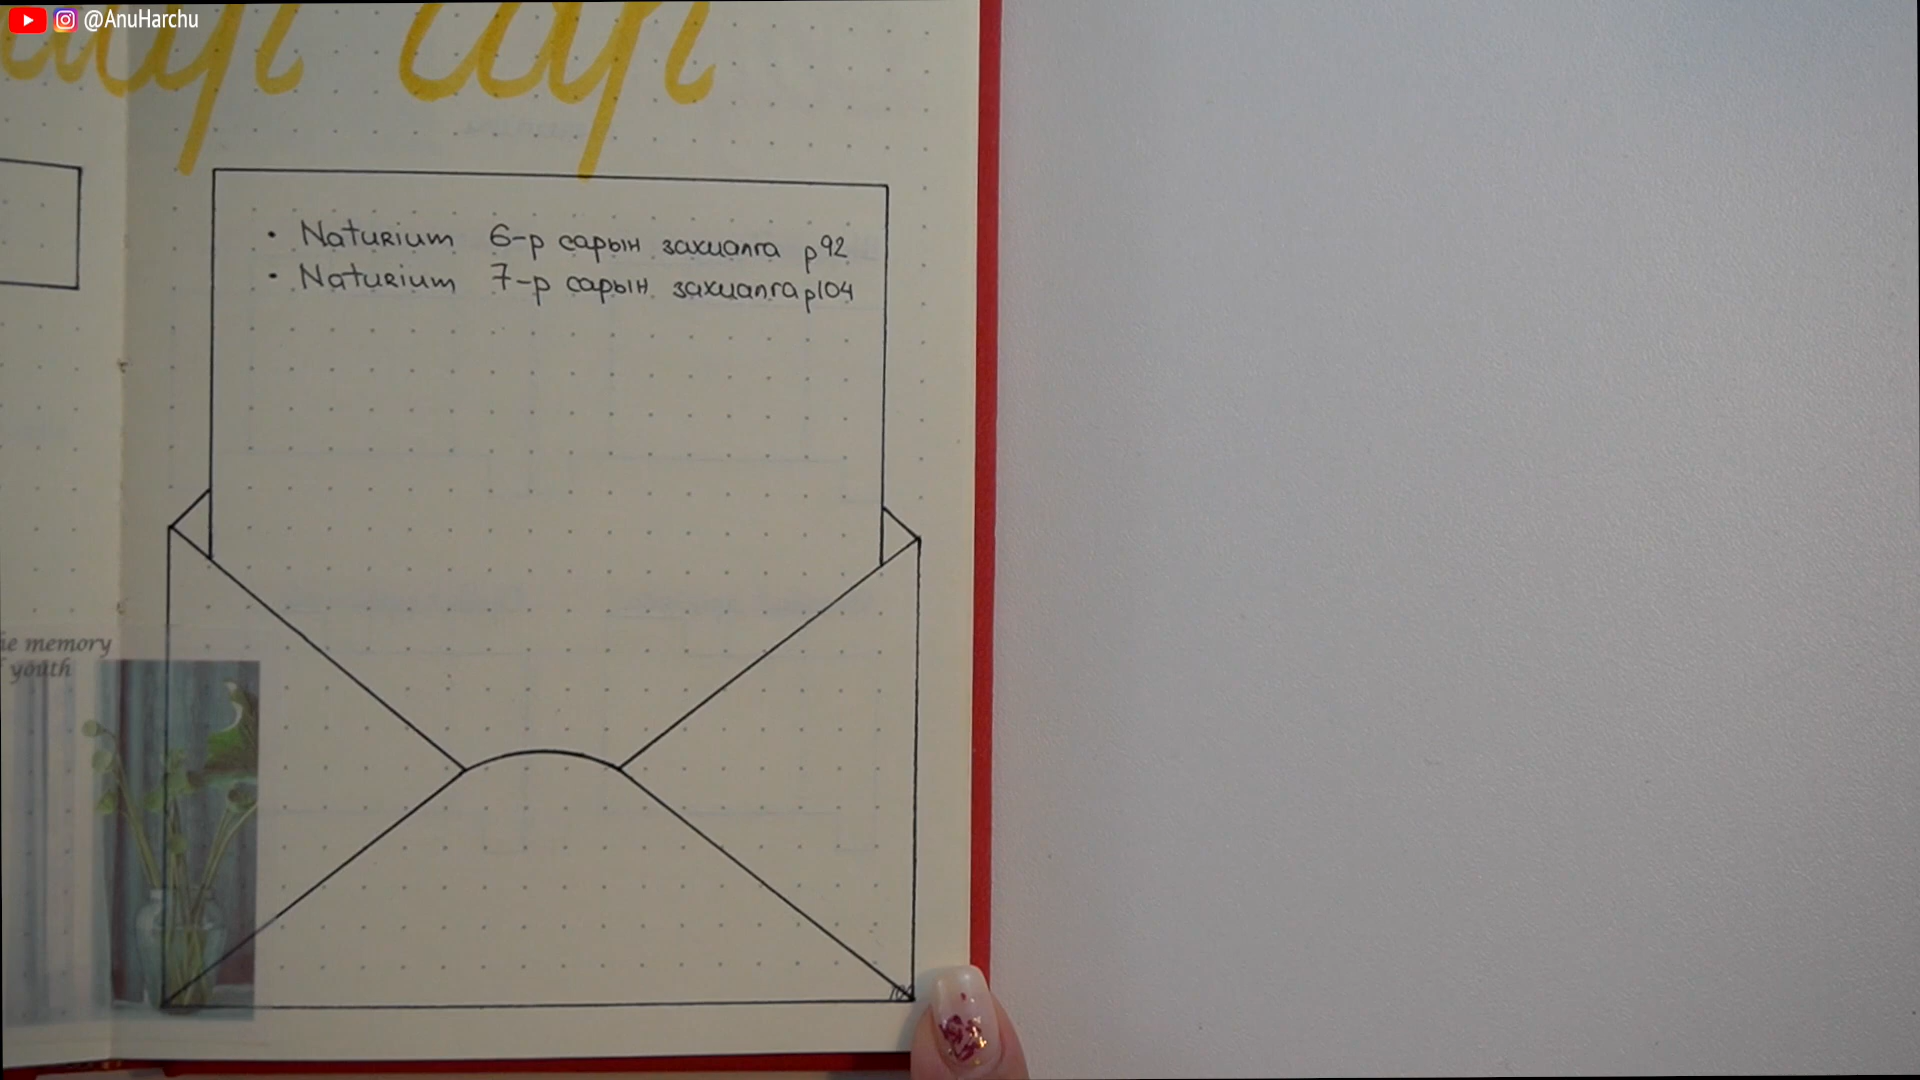 @AnuHarchu
• Naturium 6-р сарын захиалга p92
• Naturium 7-р сарын захиалга p104
memory
youth